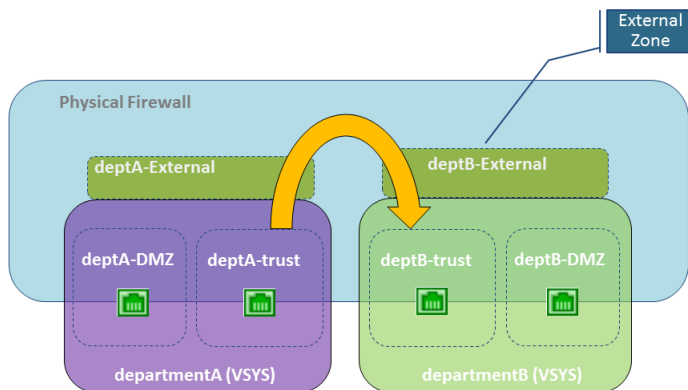 External
Zone
Physical Firewall
deptA-External
deptB-External
deptA-DMZ
deptA-trust
deptB-trust
deptB-DMZ
departmentA (VSYS)
departmentB (VSYS)